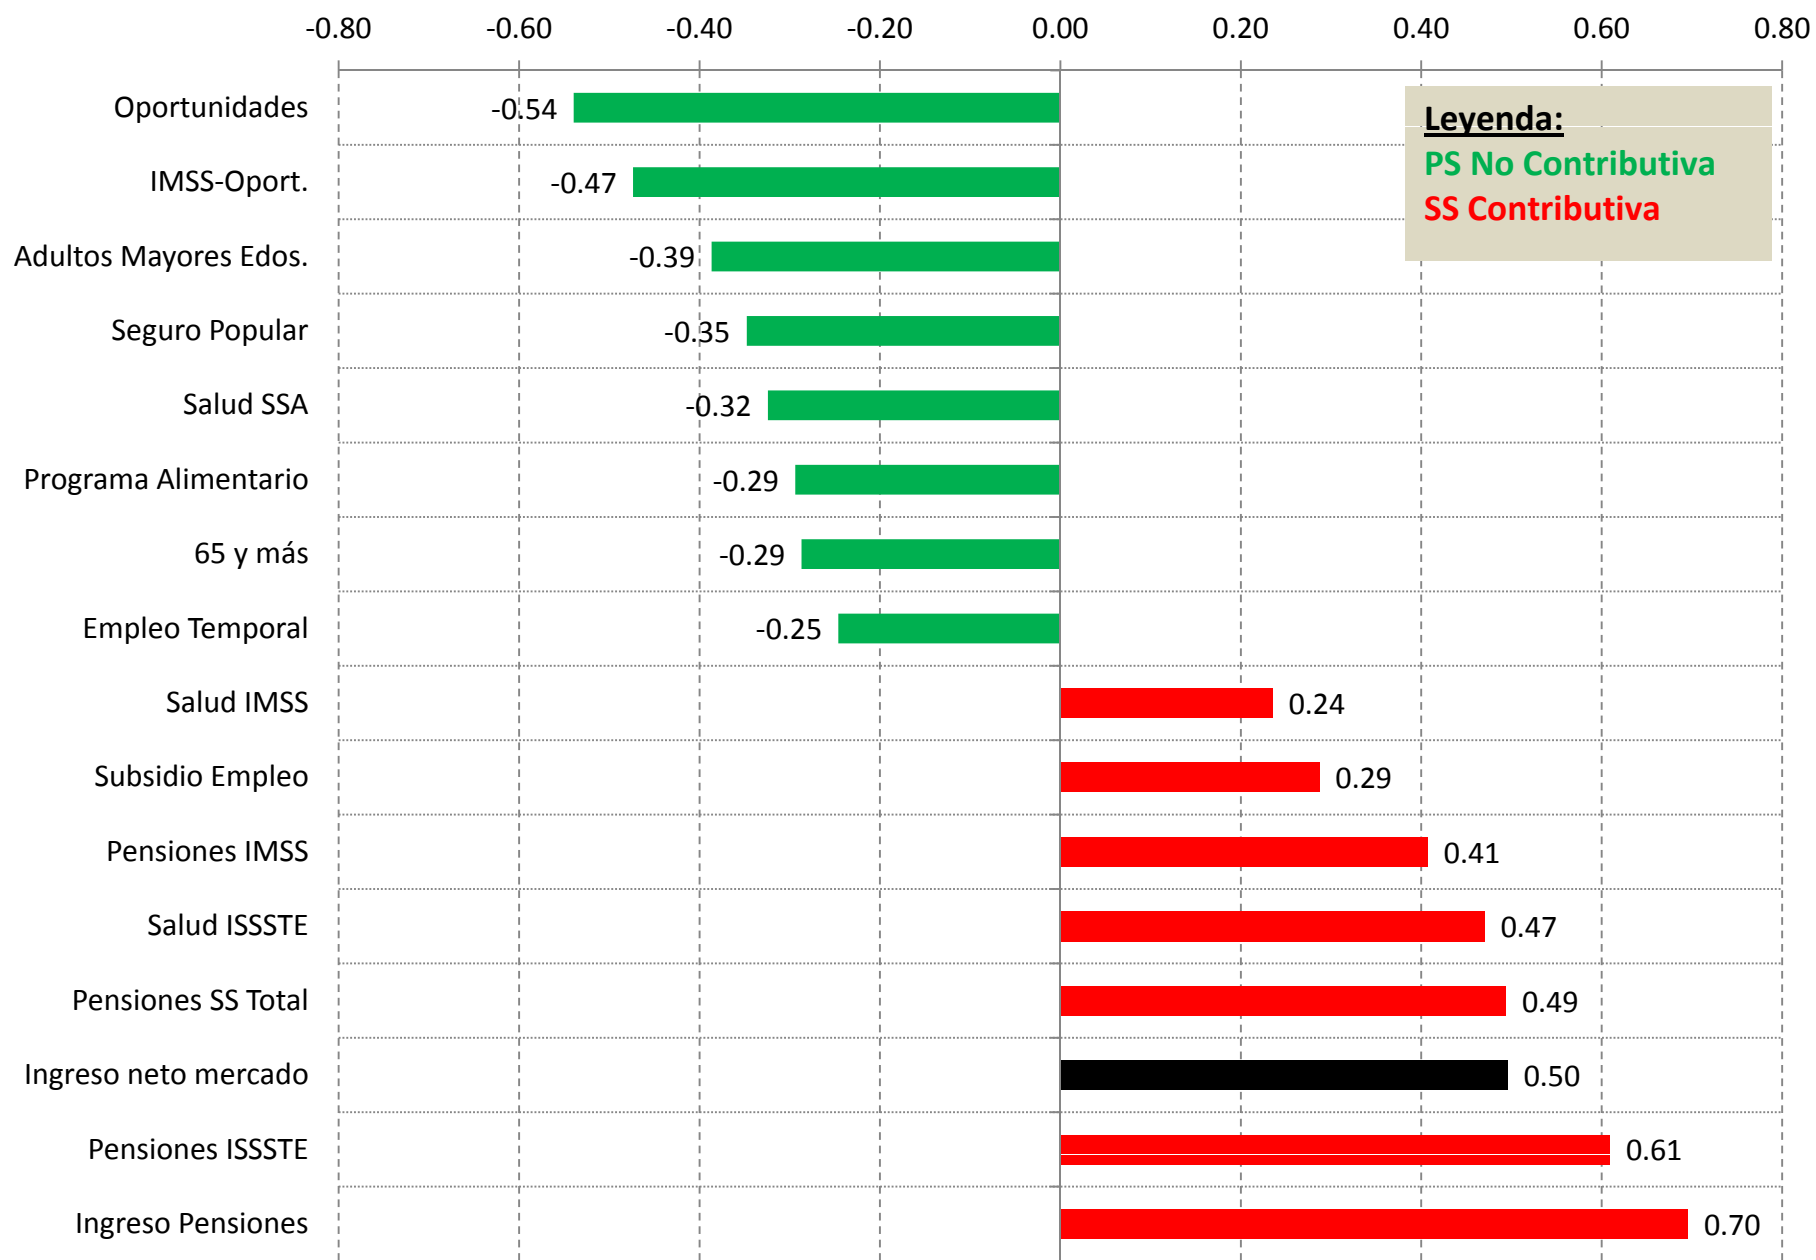 -0.80 -0.60 -0.40 -0.20 0.00 0.20 0.40 0.60 0.80
Leyenda:
PS No Contributiva
SS Contributiva
Oportunidades -0.54
IMSS-Oport. -0.47
Adultos Mayores Edos. -0.39
Seguro Popular -0.35
Salud SSA -0.32
Programa Alimentario -0.29
65 y más -0.29
Empleo Temporal -0.25
Salud IMSS 0.24
Subsidio Empleo 0.29
Pensiones IMSS 0.41
Salud ISSSTE 0.47
Pensiones SS Total 0.49
Ingreso neto mercado 0.50
Pensiones ISSSTE 0.61
Ingreso Pensiones 0.70